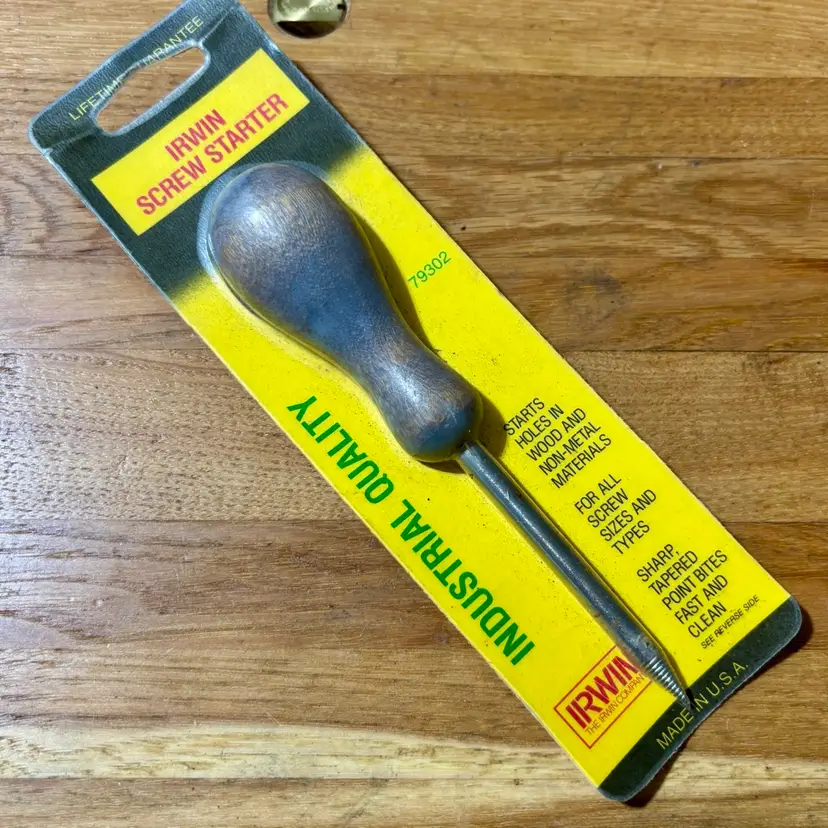 LIFETIME GUARANTEE
IRWIN
SCREW STARTER
79302
INDUSTRIAL QUALITY
STARTS
HOLES IN
WOOD AND
NON-METAL
MATERIALS
FOR ALL
SCREW
SIZES AND
TYPES
SHARP,
TAPERED
POINT BITES
FAST AND
CLEAN
SEE REVERSE SIDE
IRWIN
THE IRWIN COMPANY
MADE IN U.S.A.